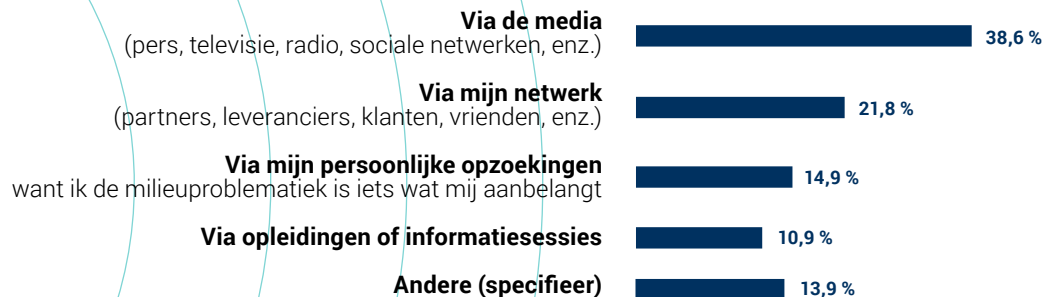 Via de media
(pers, televisie, radio, sociale netwerken, enz.)
38,6 %
Via mijn netwerk
(partners, leveranciers, klanten, vrienden, enz.)
21,8 %
Via mijn persoonlijke opzoekingen
want ik de milieuproblematiek is iets wat mij aanbelangt
14,9 %
Via opleidingen of informatiesessies
10,9 %
Andere (specifieer)
13,9 %